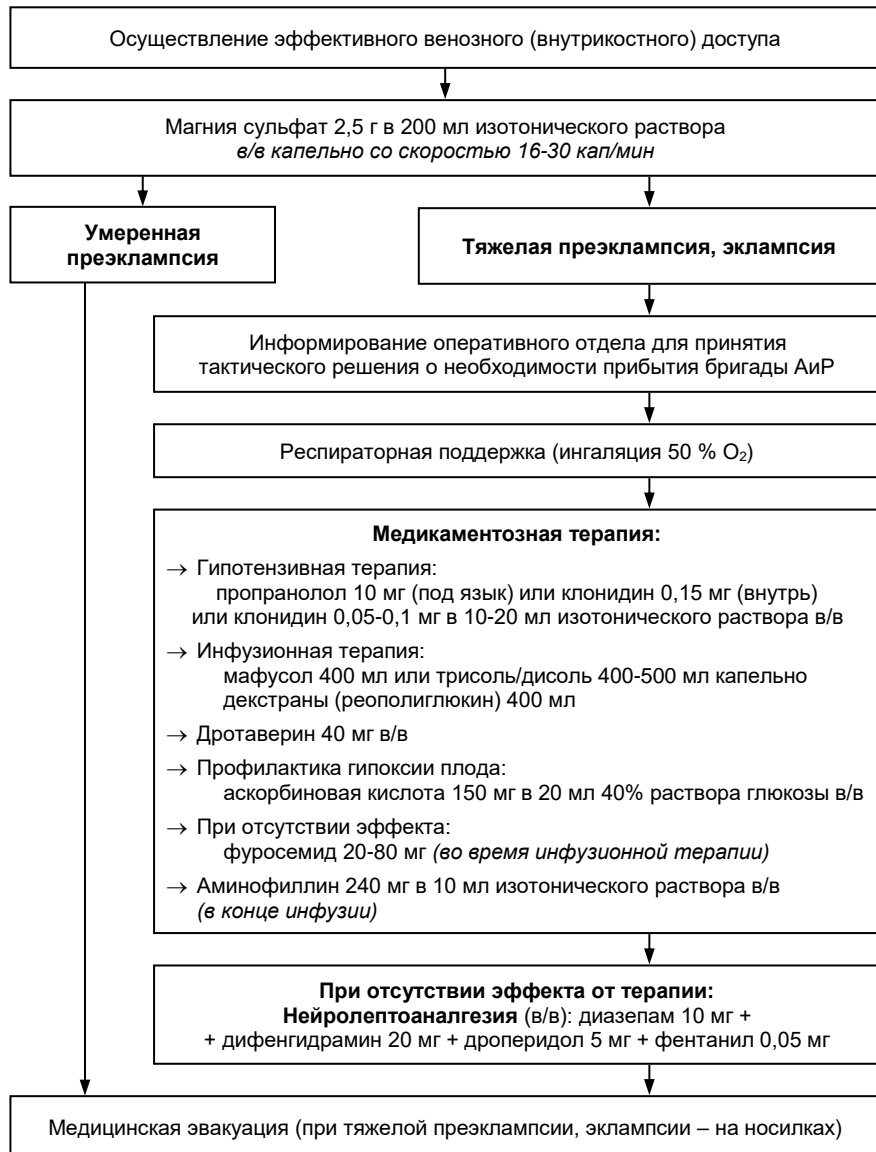 Осуществление эффективного венозного (внутрикостного) доступа
Магния сульфат 2,5 г в 200 мл изотонического раствора
в/в капельно со скоростью 16-30 кап/мин
Умеренная
преэклампсия
Тяжелая преэклампсия, эклампсия
Информирование оперативного отдела для принятия
тактического решения о необходимости прибытия бригады АиР
Респираторная поддержка (ингаляция 50 % O₂)
Медикаментозная терапия:
→ Гипотензивная терапия:
пропранолол 10 мг (под язык) или клонидин 0,15 мг (внутрь)
или клонидин 0,05-0,1 мг в 10-20 мл изотонического раствора в/в
→ Инфузионная терапия:
мафусол 400 мл или трисоль/дисоль 400-500 мл капельно
декстраны (реополиглюкин) 400 мл
→ Дротаверин 40 мг в/в
→ Профилактика гипоксии плода:
аскорбиновая кислота 150 мг в 20 мл 40% раствора глюкозы в/в
→ При отсутствии эффекта:
фуросемид 20-80 мг (во время инфузионной терапии)
→ Аминофиллин 240 мг в 10 мл изотонического раствора в/в
(в конце инфузии)
При отсутствии эффекта от терапии:
Нейролептоаналгезия (в/в): диазепам 10 мг +
+ дифенгидрамин 20 мг + дроперидол 5 мг + фентанил 0,05 мг
Медицинская эвакуация (при тяжелой преэклампсии, эклампсии – на носилках)